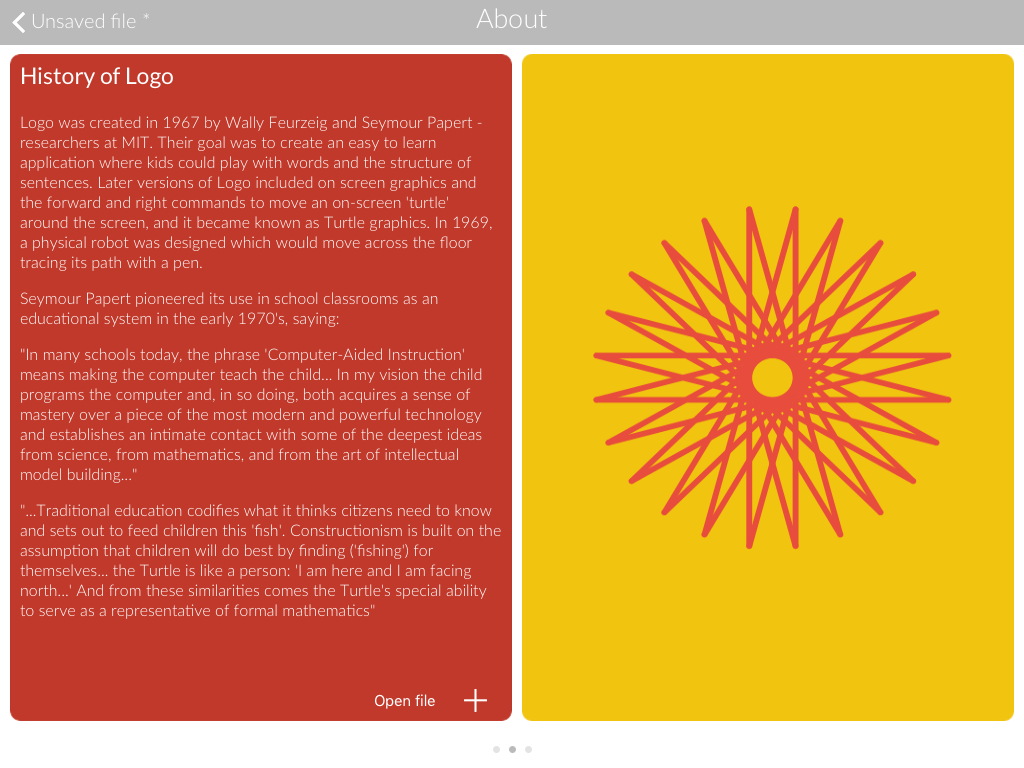 Unsaved file *
About
History of Logo
Logo was created in 1967 by Wally Feurzeig and Seymour Papert -
researchers at MIT. Their goal was to create an easy to learn
application where kids could play with words and the structure of
sentences. Later versions of Logo included on screen graphics and
the forward and right commands to move an on-screen 'turtle'
around the screen, and it became known as Turtle graphics. In 1969,
a physical robot was designed which would move across the floor
tracing its path with a pen.
Seymour Papert pioneered its use in school classrooms as an
educational system in the early 1970's, saying:
"In many schools today, the phrase 'Computer-Aided Instruction'
means making the computer teach the child... In my vision the child
programs the computer and, in so doing, both acquires a sense of
mastery over a piece of the most modern and powerful technology
and establishes an intimate contact with some of the deepest ideas
from science, from mathematics, and from the art of intellectual
model building..."
"...Traditional education codifies what it thinks citizens need to know
and sets out to feed children this 'fish'. Constructionism is built on the
assumption that children will do best by finding ('fishing') for
themselves... the Turtle is like a person: 'I am here and I am facing
north...' And from these similarities comes the Turtle's special ability
to serve as a representative of formal mathematics"
Open file